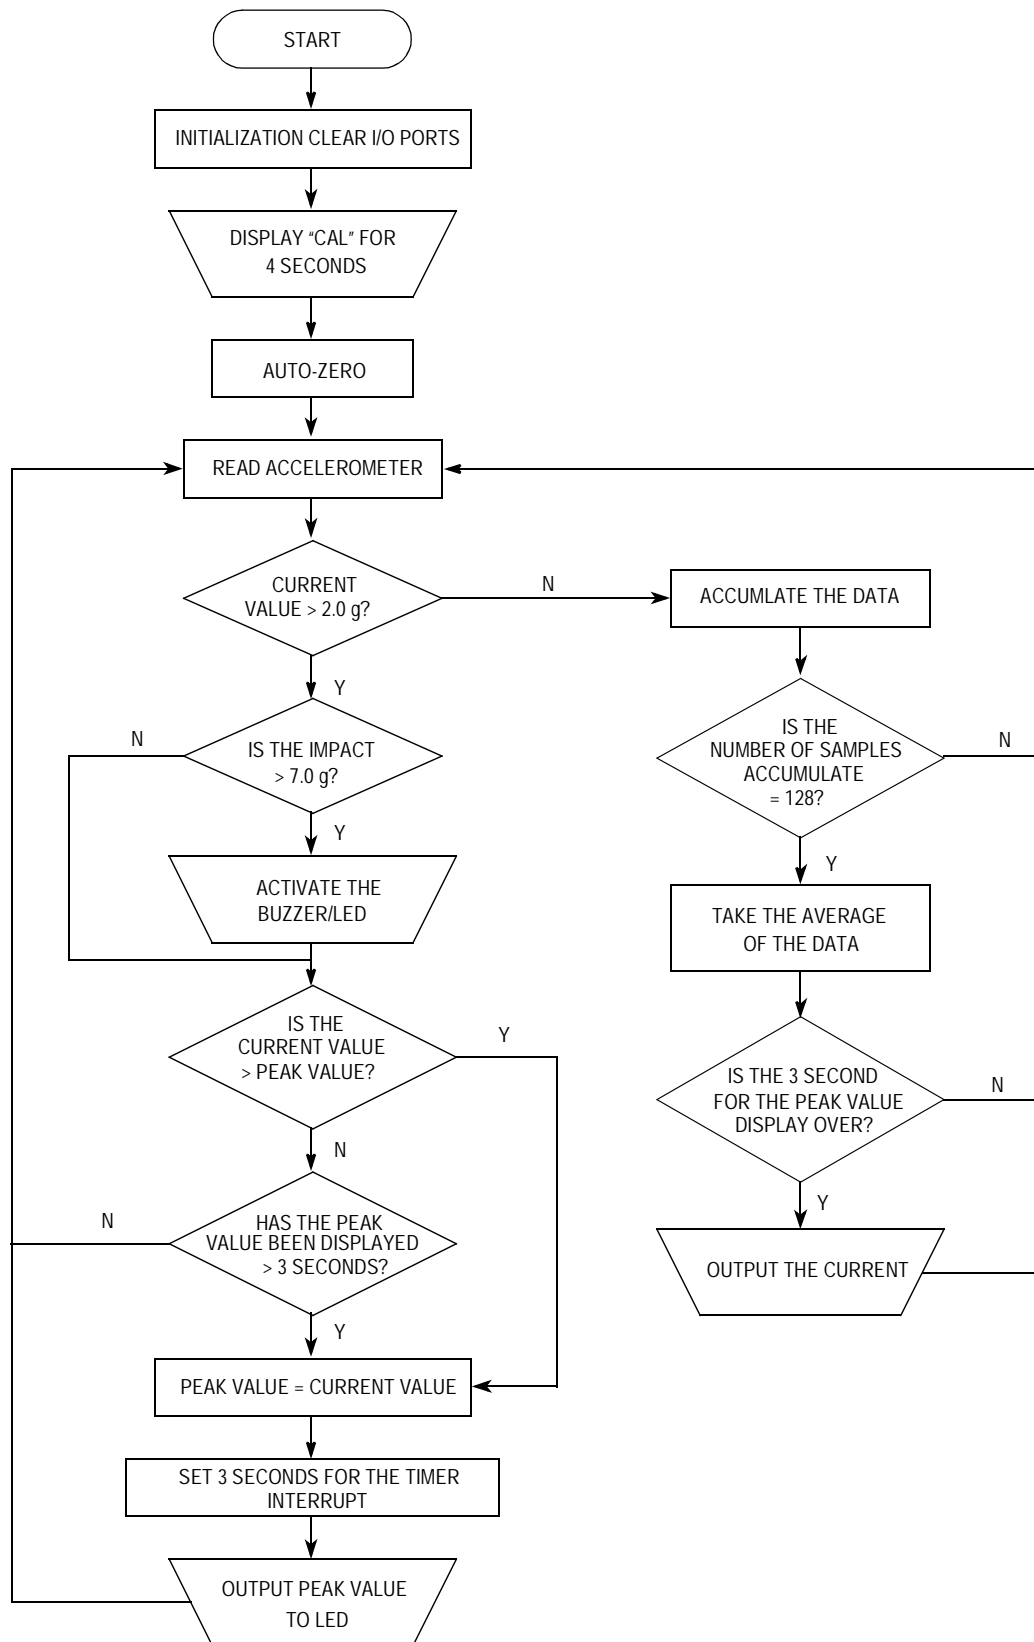 START
INITIALIZATION CLEAR I/O PORTS
DISPLAY “CAL” FOR
4 SECONDS
AUTO-ZERO
READ ACCELEROMETER
CURRENT
VALUE > 2.0 g?
N
Y
IS THE IMPACT
> 7.0 g?
N
Y
ACTIVATE THE
BUZZER/LED
IS THE
CURRENT VALUE
> PEAK VALUE?
Y
N
HAS THE PEAK
VALUE BEEN DISPLAYED
> 3 SECONDS?
N
Y
PEAK VALUE = CURRENT VALUE
SET 3 SECONDS FOR THE TIMER
INTERRUPT
OUTPUT PEAK VALUE
TO LED
ACCUMLATE THE DATA
IS THE
NUMBER OF SAMPLES
ACCUMULATE
= 128?
N
Y
TAKE THE AVERAGE
OF THE DATA
IS THE 3 SECOND
FOR THE PEAK VALUE
DISPLAY OVER?
N
Y
OUTPUT THE CURRENT